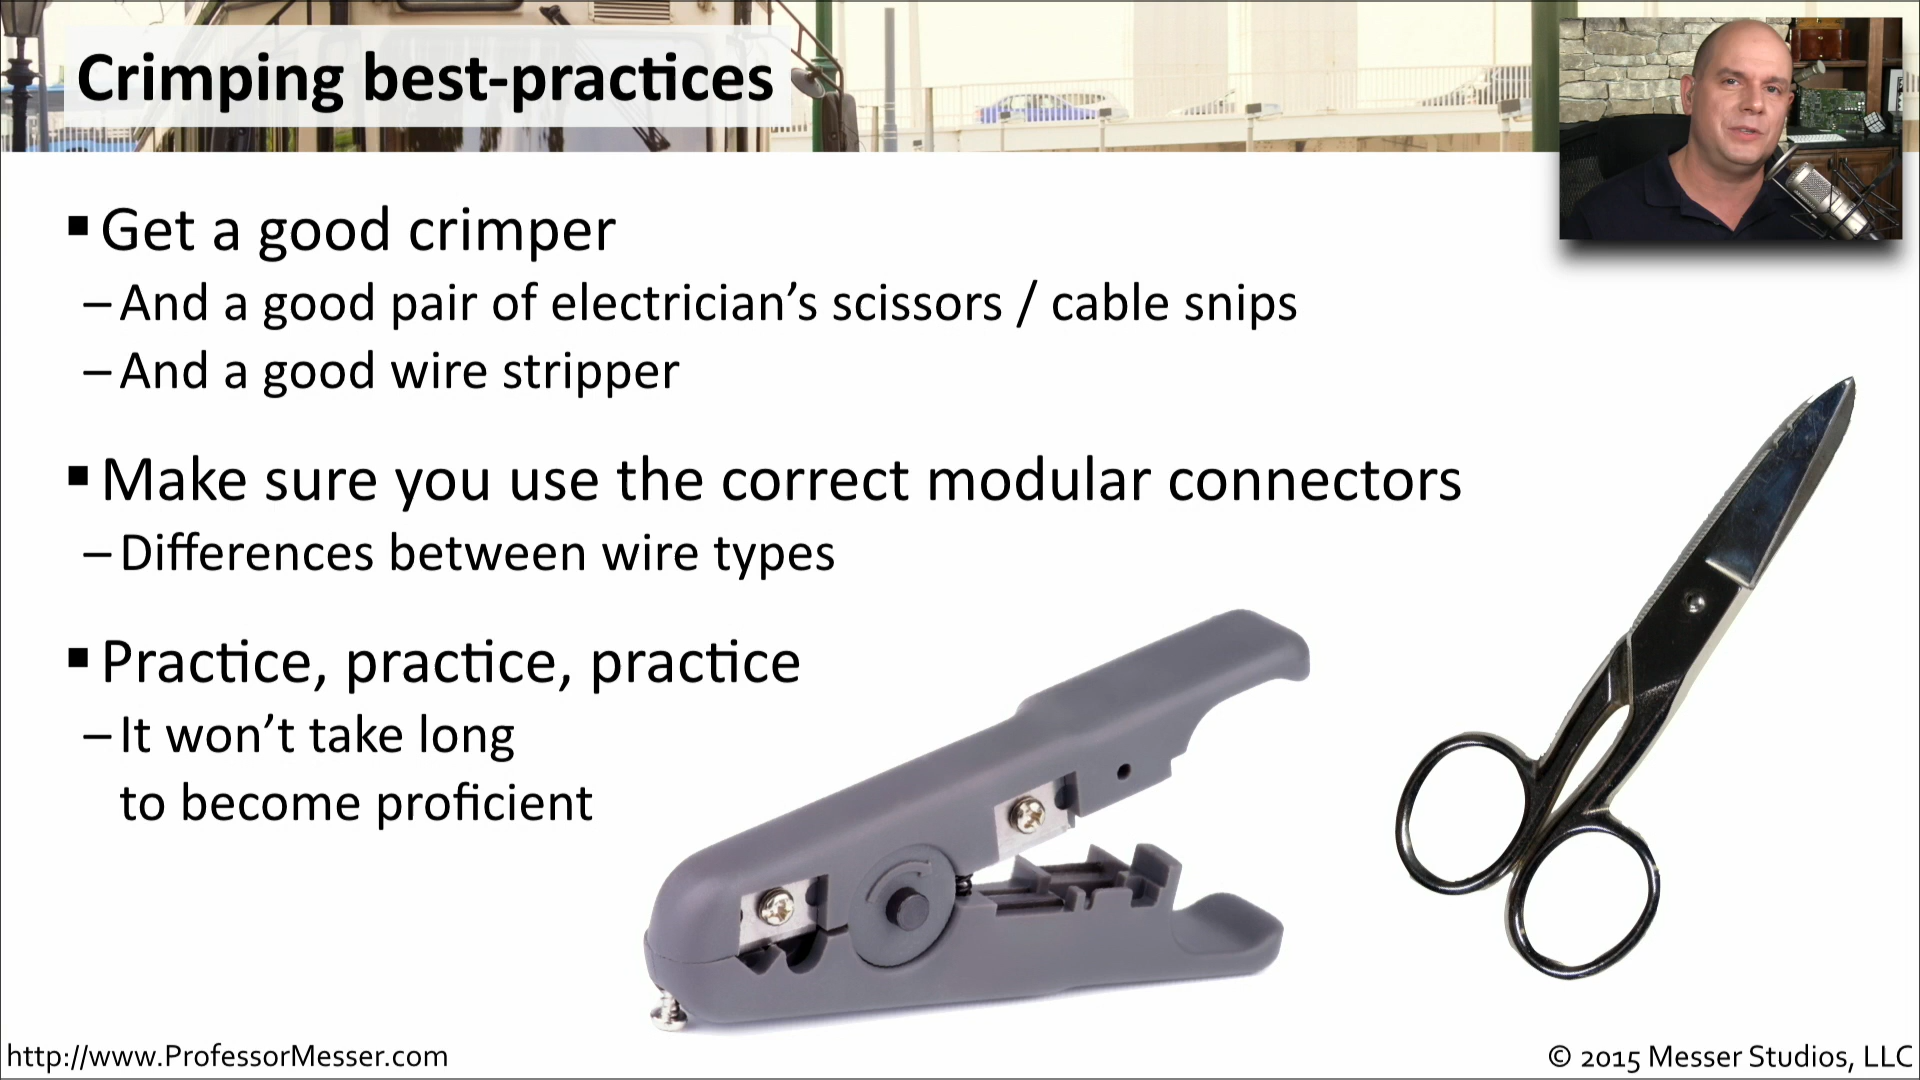 Crimping best-practices
▪ Get a good crimper
– And a good pair of electrician’s scissors / cable snips
– And a good wire stripper
▪ Make sure you use the correct modular connectors
– Differences between wire types
▪ Practice, practice, practice
– It won’t take long
to become proficient
http://www.ProfessorMesser.com
© 2015 Messer Studios, LLC